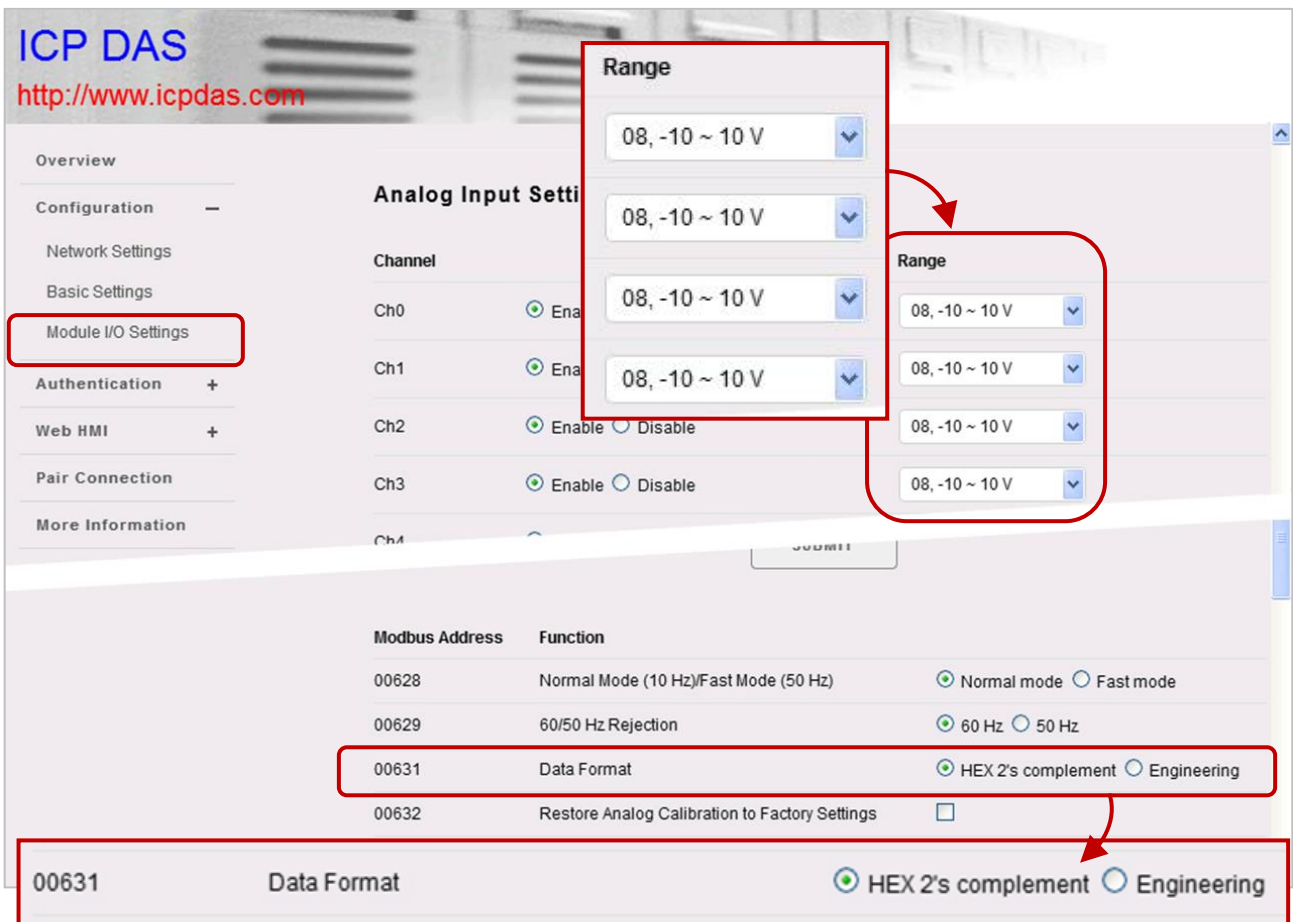 ICP DAS
http://www.icpdas.com
Overview
Configuration −
Network Settings
Basic Settings
Module I/O Settings
Authentication +
Web HMI +
Pair Connection
More Information
Range
08, -10 ~ 10 V
08, -10 ~ 10 V
08, -10 ~ 10 V
08, -10 ~ 10 V
Analog Input Setti
Channel Range
Ch0 Ena 08, -10 ~ 10 V
Ch1 Ena 08, -10 ~ 10 V
Ch2 Enable Disable 08, -10 ~ 10 V
Ch3 Enable Disable 08, -10 ~ 10 V
Ch4
SUBMIT
Modbus Address Function
00628 Normal Mode (10 Hz)/Fast Mode (50 Hz) Normal mode Fast mode
00629 60/50 Hz Rejection 60 Hz 50 Hz
00631 Data Format HEX 2's complement Engineering
00632 Restore Analog Calibration to Factory Settings
00631 Data Format HEX 2's complement Engineering